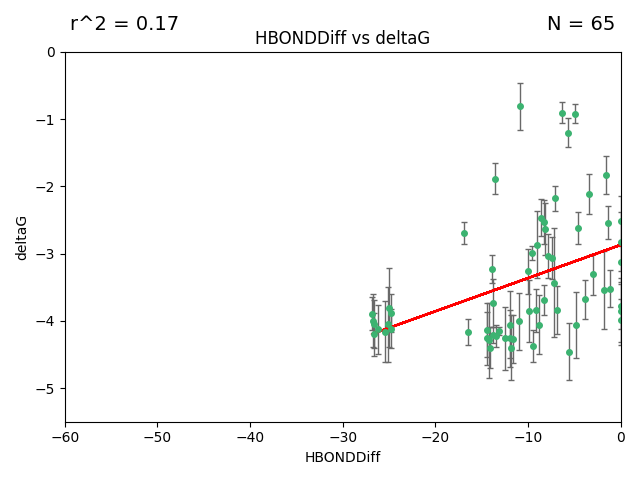 r^2 = 0.17
N = 65
HBONDDiff vs deltaG
0
−1
−2
−3
−4
−5
deltaG
−60
−50
−40
−30
−20
−10
0
HBONDDiff